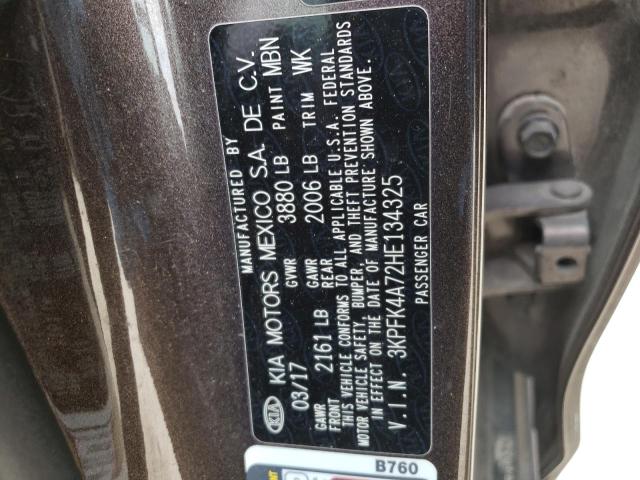 MANUFACTURED BY
KIA KIA MOTORS MEXICO S.A. DE C.V.
03/17 GVWR 3880 LB PAINT MBN
GAWR FRONT 2161 LB GAWR REAR 2006 LB TRIM WK
THIS VEHICLE CONFORMS TO ALL APPLICABLE U.S.A. FEDERAL
MOTOR VEHICLE SAFETY, BUMPER, AND THEFT PREVENTION STANDARDS
IN EFFECT ON THE DATE OF MANUFACTURE SHOWN ABOVE.
V.I.N. 3KPFK4A72HE134325
PASSENGER CAR
B760